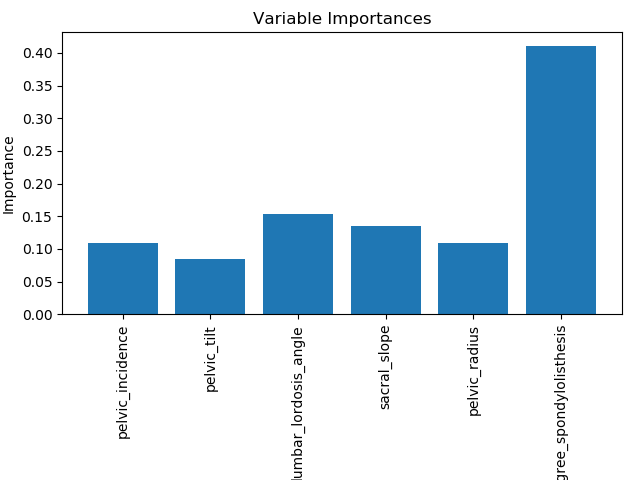 Variable Importances
Importance
0.40
0.35
0.30
0.25
0.20
0.15
0.10
0.05
0.00
pelvic_incidence
pelvic_tilt
lumbar_lordosis_angle
sacral_slope
pelvic_radius
gree_spondylolisthesis